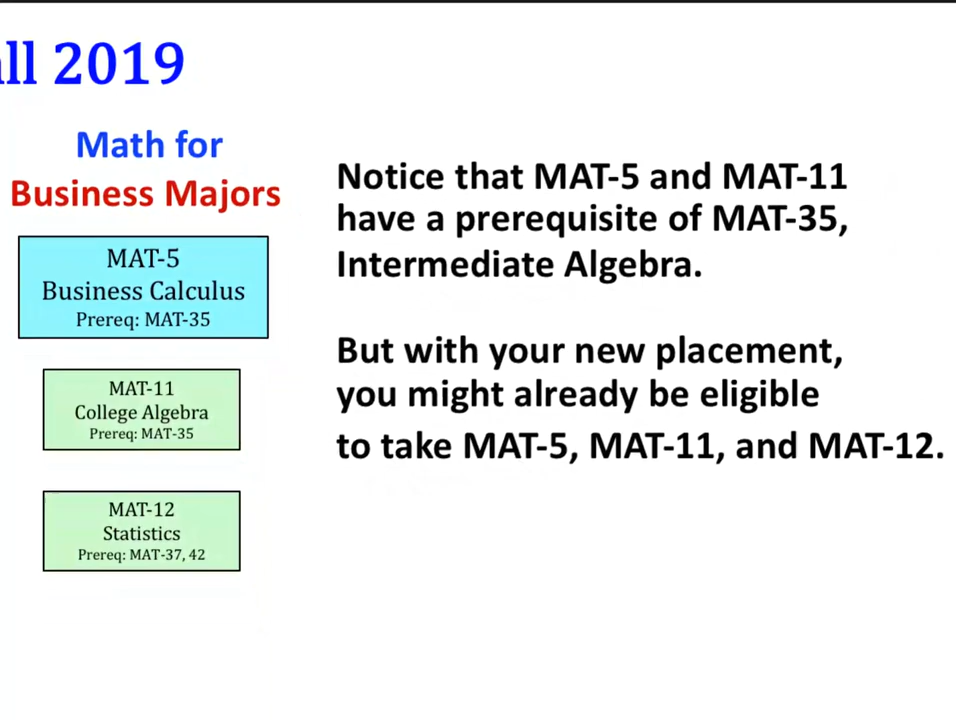 ll 2019
Math for
Business Majors
MAT-5
Business Calculus
Prereq: MAT-35
MAT-11
College Algebra
Prereq: MAT-35
MAT-12
Statistics
Prereq: MAT-37, 42
Notice that MAT-5 and MAT-11
have a prerequisite of MAT-35,
Intermediate Algebra.
But with your new placement,
you might already be eligible
to take MAT-5, MAT-11, and MAT-12.